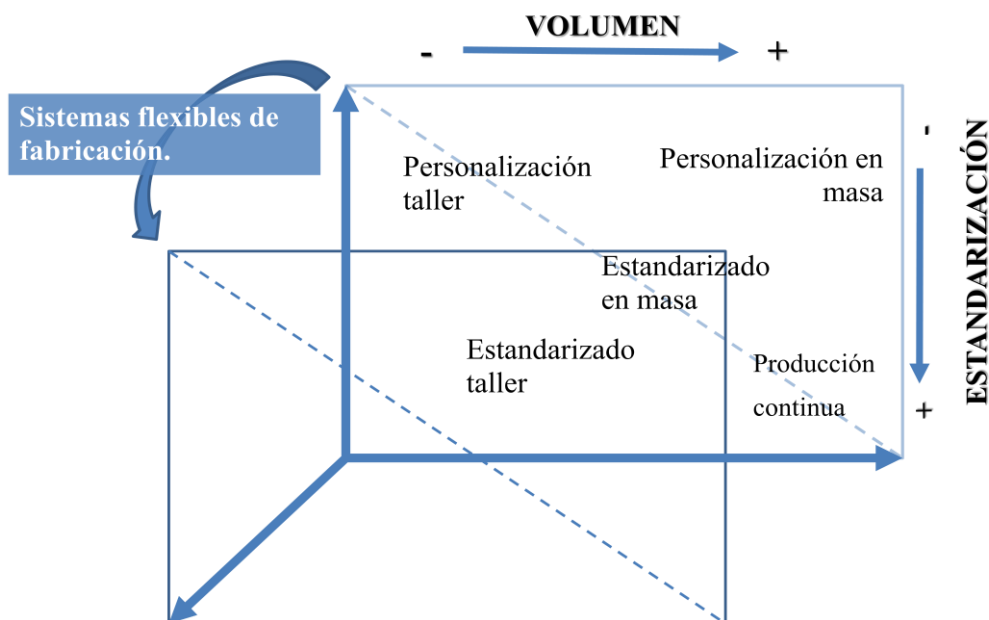 VOLUMEN
- +
Sistemas flexibles de
fabricación.
Personalización
taller
Personalización en
masa
Estandarizado
en masa
Estandarizado
taller
Producción
continua
-
ESTANDARIZACIÓN
+